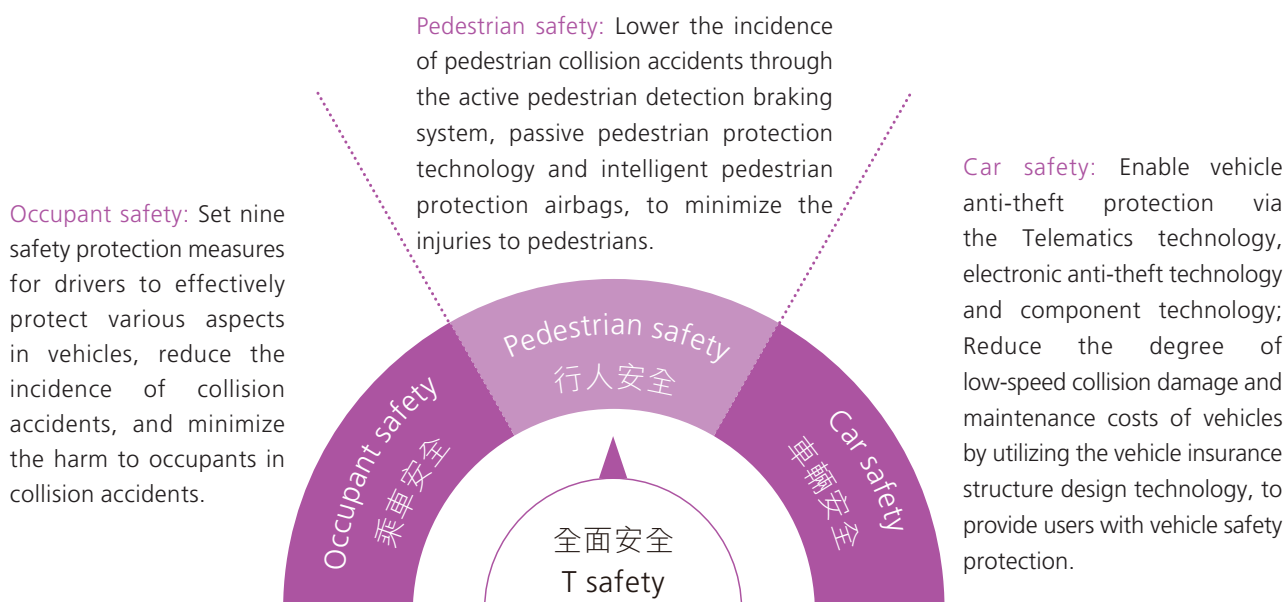 Pedestrian safety: Lower the incidence
of pedestrian collision accidents through
the active pedestrian detection braking
system, passive pedestrian protection
technology and intelligent pedestrian
protection airbags, to minimize the
injuries to pedestrians.
Occupant safety: Set nine
safety protection measures
for drivers to effectively
protect various aspects
in vehicles, reduce the
incidence of collision
accidents, and minimize
the harm to occupants in
collision accidents.
Car safety: Enable vehicle
anti-theft protection via
the Telematics technology,
electronic anti-theft technology
and component technology;
Reduce the degree of
low-speed collision damage and
maintenance costs of vehicles
by utilizing the vehicle insurance
structure design technology, to
provide users with vehicle safety
protection.
Occupant safety
乘車安全
Pedestrian safety
行人安全
Car safety
車輛安全
全面安全
T safety